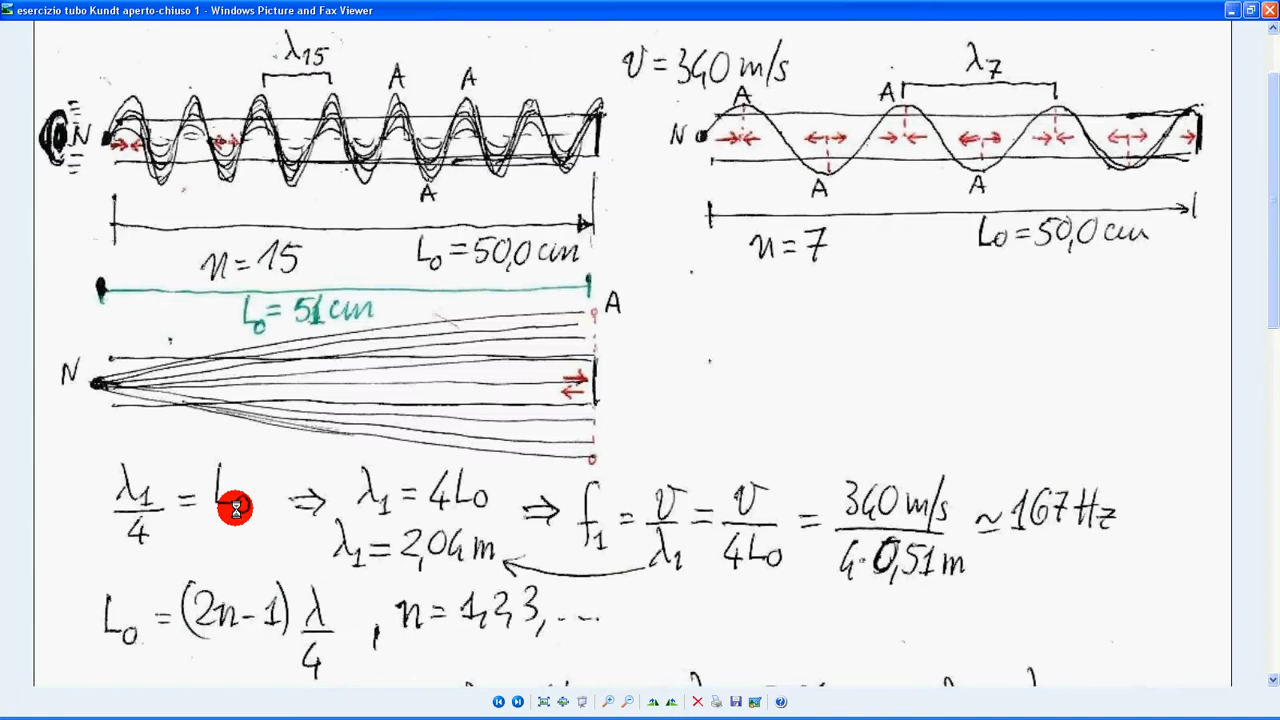 esercizio tubo Kundt aperto-chiuso 1 - Windows Picture and Fax Viewer
λ15
A A
N
A
n = 15 L0 = 50,0 cm
v = 340 m/s
λ7
A A
N
A A
n = 7 L0 = 50,0 cm
L0 = 51 cm
A
N
λ1/4 = L0 ⇒ λ1 = 4L0 ⇒ f1 = v/λ1 = v/4L0 = 340 m/s / 4·0,51 m ≃ 167 Hz
λ1 = 2,04 m
L0 = (2n-1) λ/4 , n = 1,2,3, ...